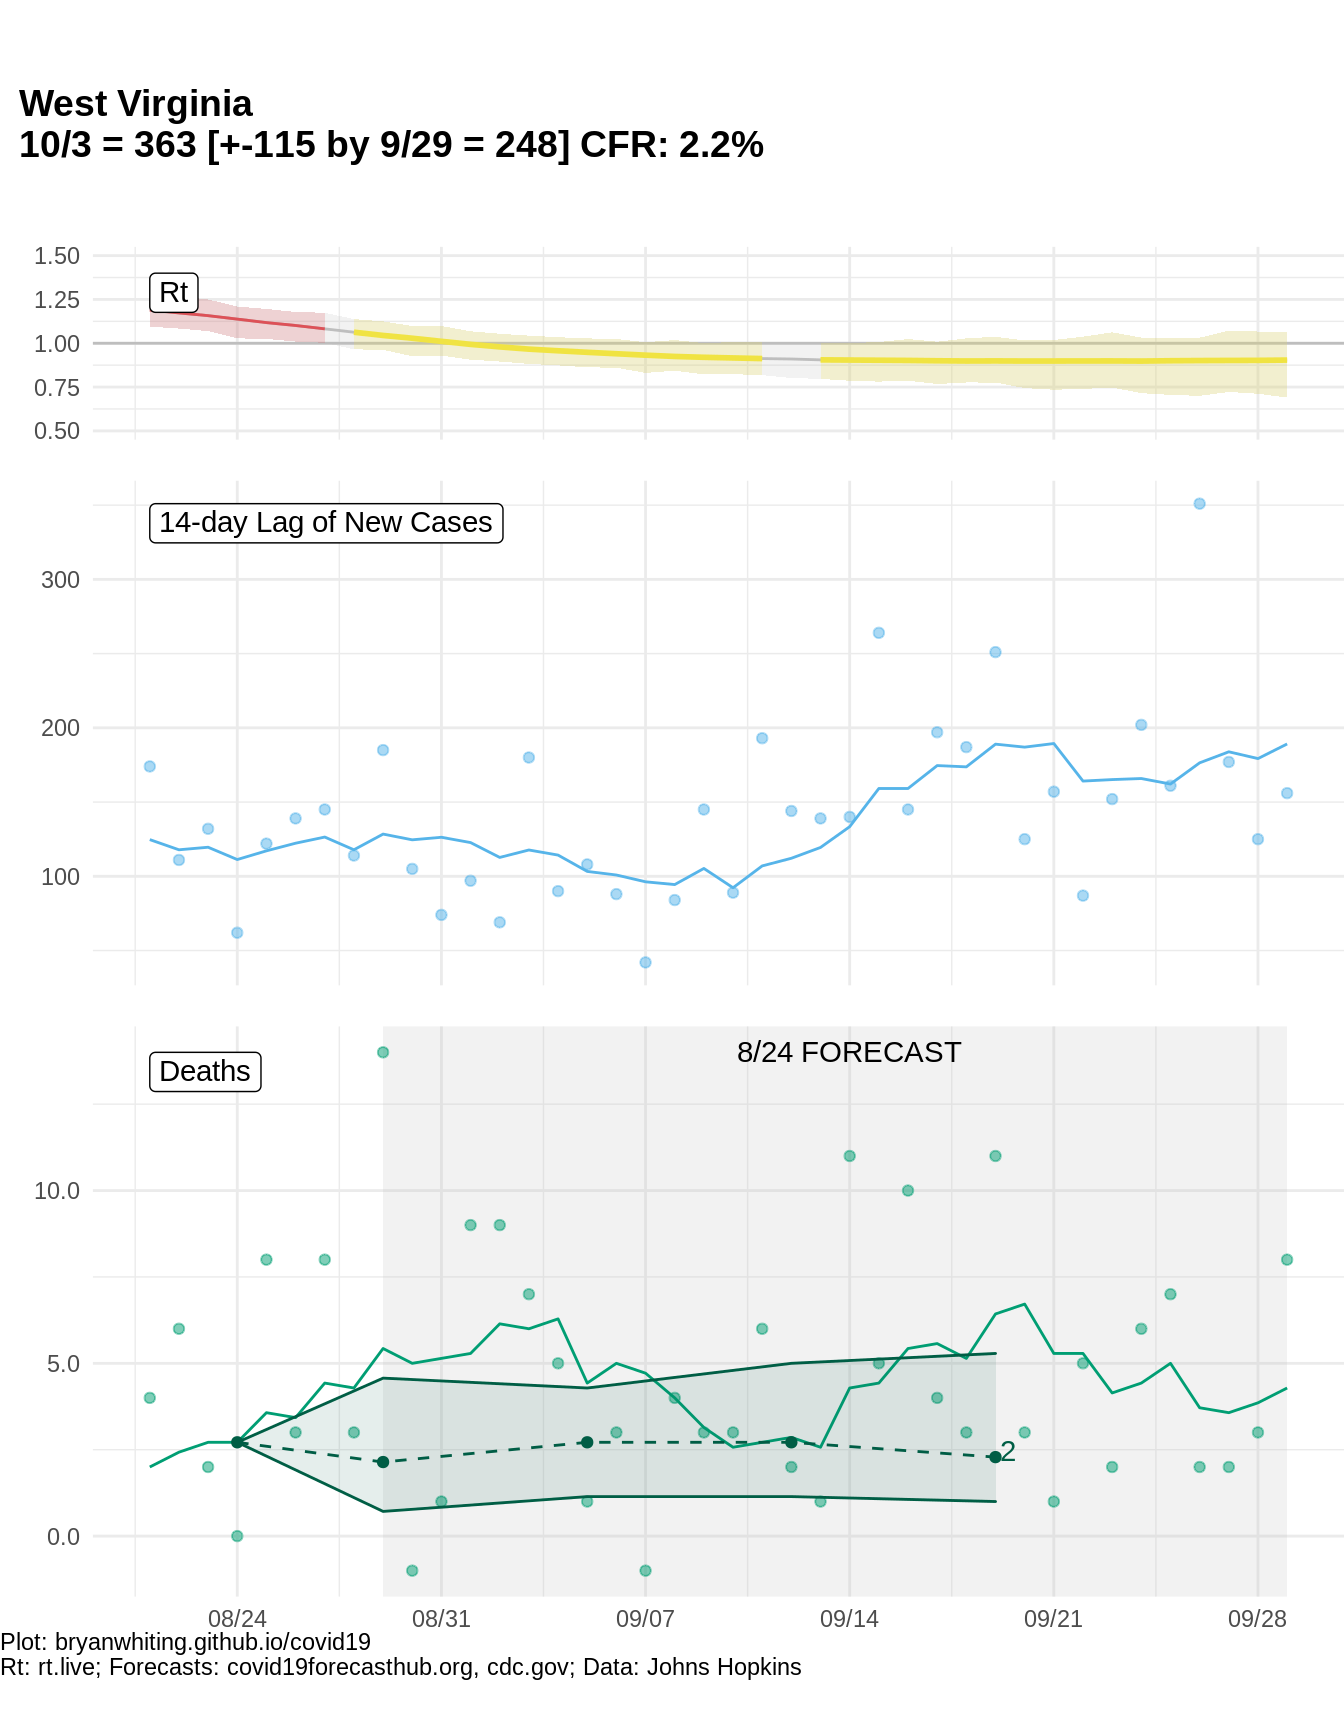 West Virginia
10/3 = 363 [+-115 by 9/29 = 248] CFR: 2.2%
1.50
Rt
1.25
1.00
0.75
0.50
14-day Lag of New Cases
300
200
100
8/24 FORECAST
Deaths
10.0
5.0
2
0.0
08/24 08/31 09/07 09/14 09/21 09/28
Plot: bryanwhiting.github.io/covid19
Rt: rt.live; Forecasts: covid19forecasthub.org, cdc.gov; Data: Johns Hopkins